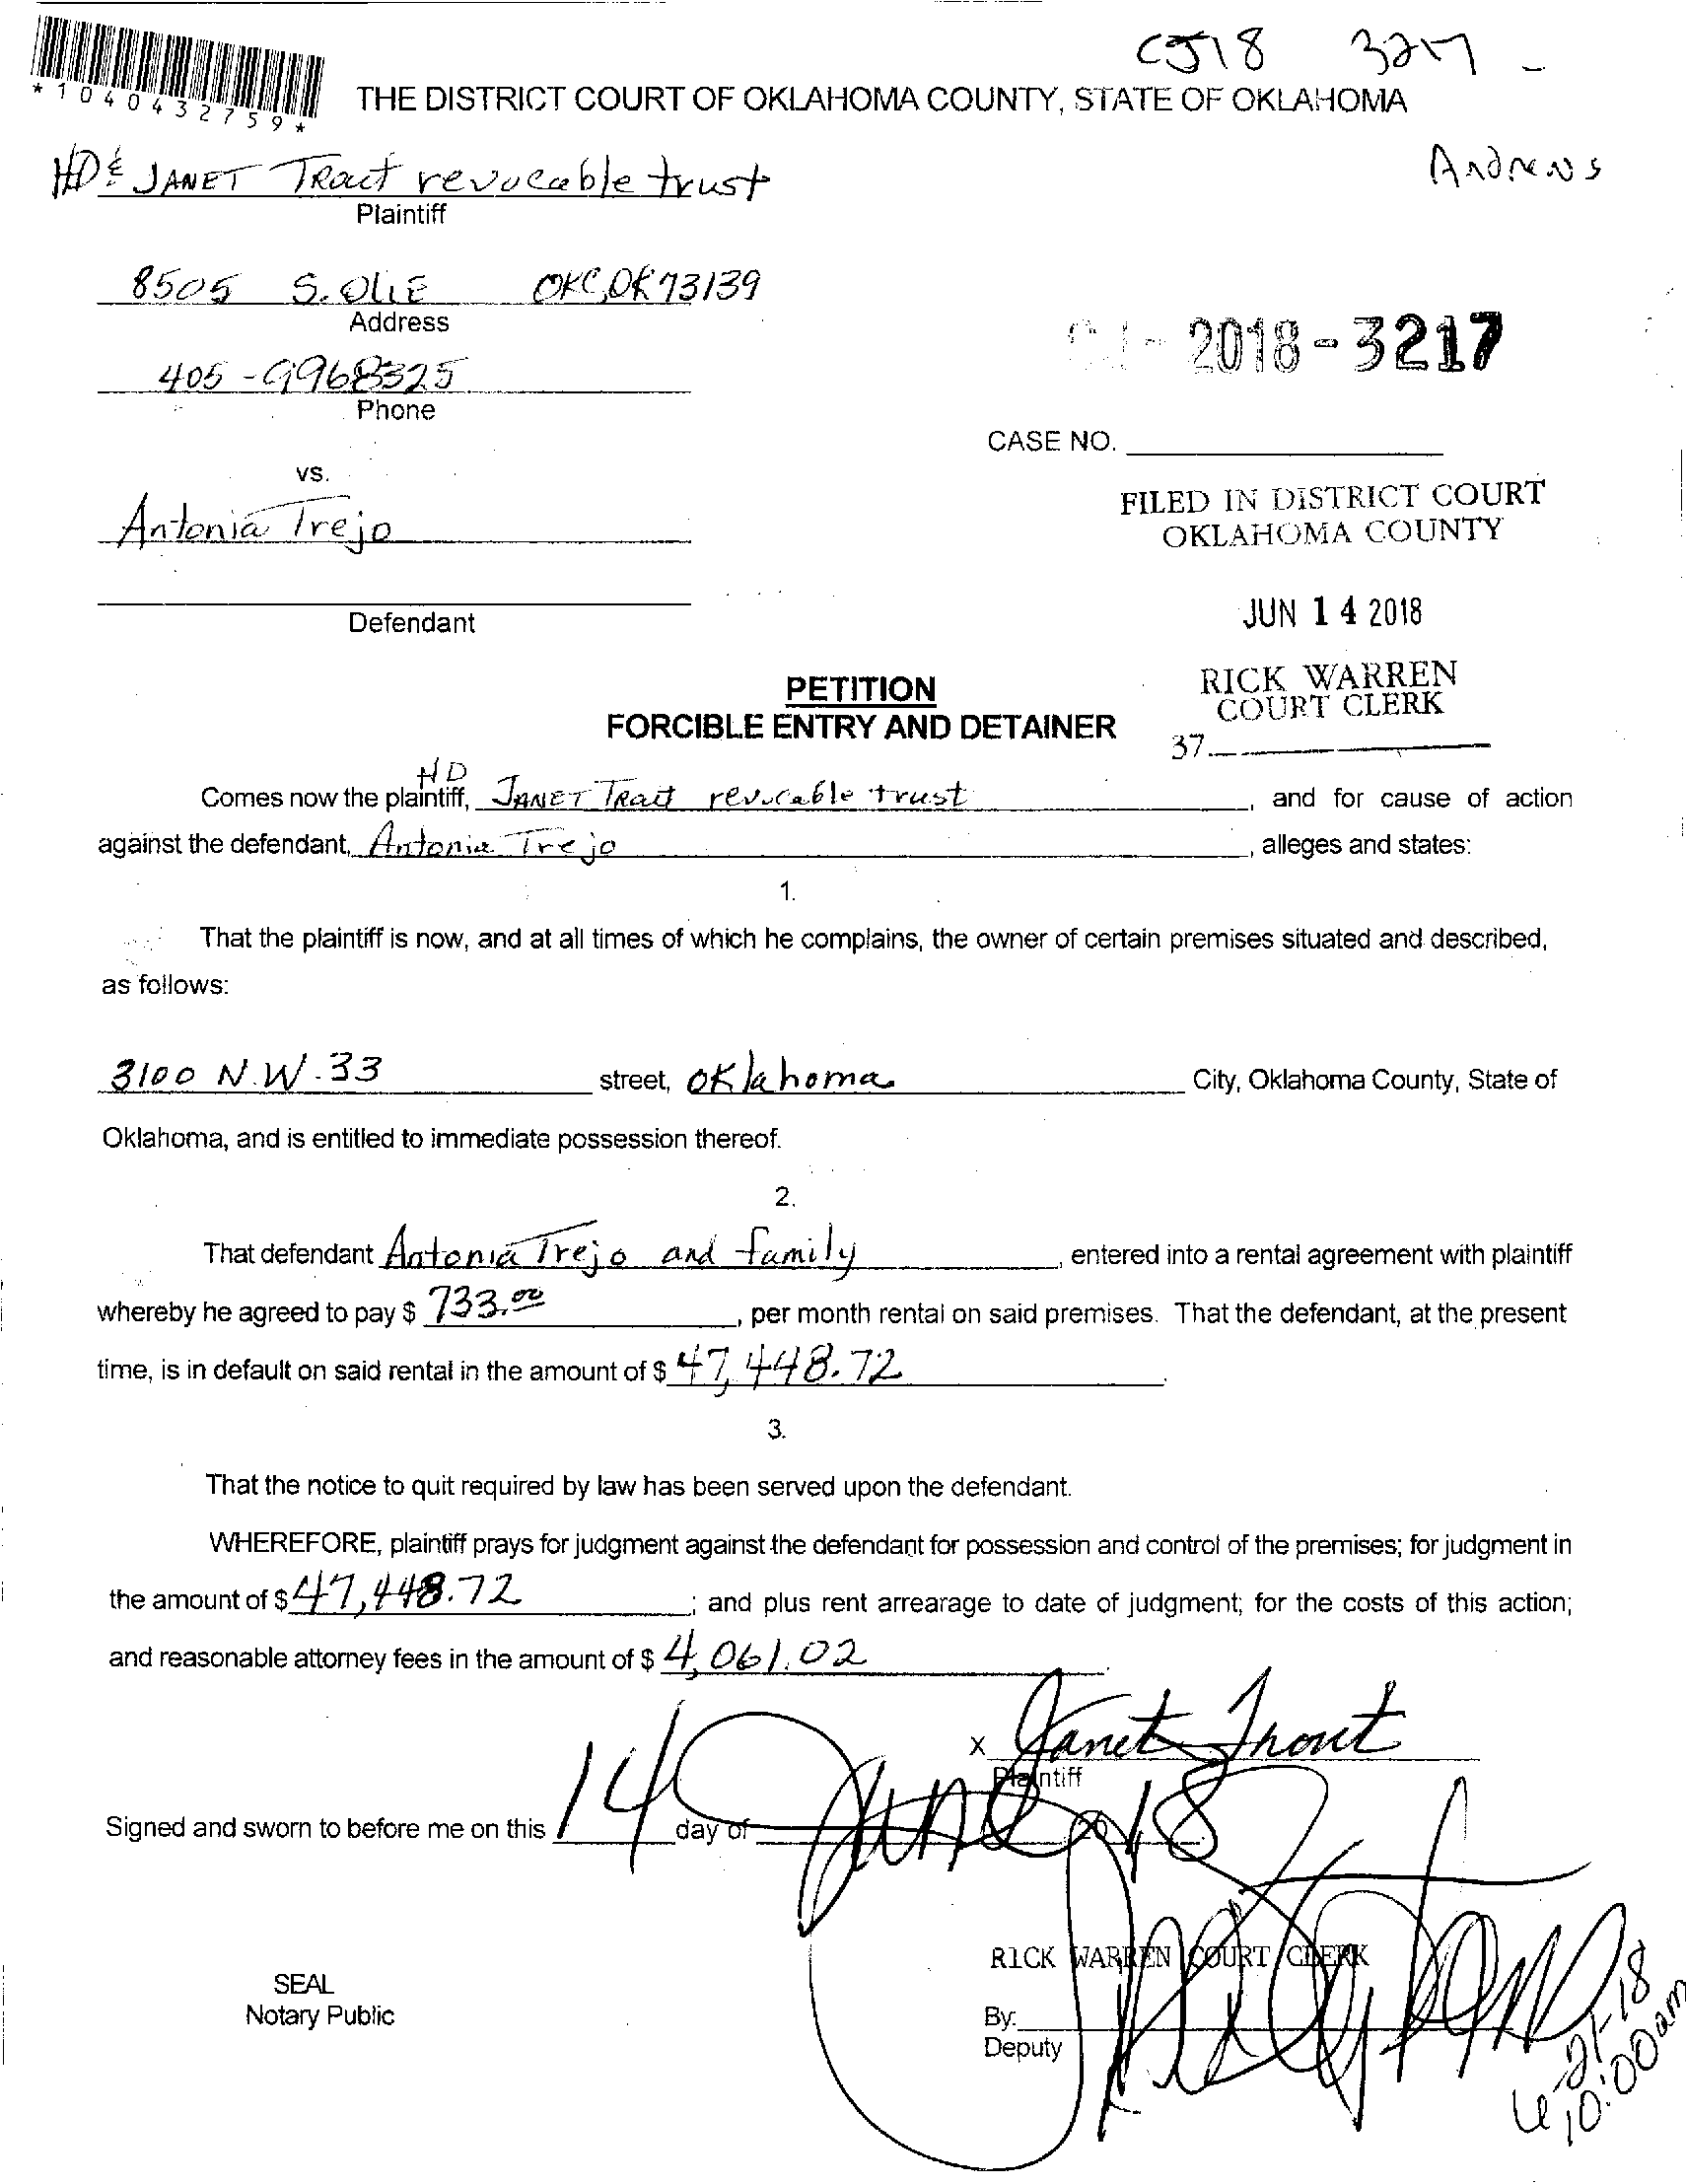 CJ18 3217 -
*1040432759*
THE DISTRICT COURT OF OKLAHOMA COUNTY, STATE OF OKLAHOMA
Andrews
HD & JANET Trout revocable trust
Plaintiff
8505 S. OLIE OKC, OK 73139
Address
CJ-2018-3217
405-9968325
Phone
CASE NO.
vs.
FILED IN DISTRICT COURT
OKLAHOMA COUNTY
Antonia Trejo
JUN 14 2018
Defendant
RICK WARREN
COURT CLERK
37.
PETITION
FORCIBLE ENTRY AND DETAINER
Comes now the plaintiff, HD JANET Trout revocable trust, and for cause of action
against the defendant, Antonia Trejo, alleges and states:
1.
That the plaintiff is now, and at all times of which he complains, the owner of certain premises situated and described,
as follows:
3100 N.W. 33 street, Oklahoma City, Oklahoma County, State of
Oklahoma, and is entitled to immediate possession thereof.
2.
That defendant Antonia Trejo and family, entered into a rental agreement with plaintiff
whereby he agreed to pay $ 733.00, per month rental on said premises. That the defendant, at the present
time, is in default on said rental in the amount of $ 47,448.72.
3.
That the notice to quit required by law has been served upon the defendant.
WHEREFORE, plaintiff prays for judgment against the defendant for possession and control of the premises; for judgment in
the amount of $ 47,448.72; and plus rent arrearage to date of judgment; for the costs of this action;
and reasonable attorney fees in the amount of $ 4,061.02.
x Janet Trout
Plaintiff
Signed and sworn to before me on this 14 day of June, 2018.
RICK WARREN COURT CLERK
SEAL
Notary Public
By:
Deputy
6-21-18
10:00am